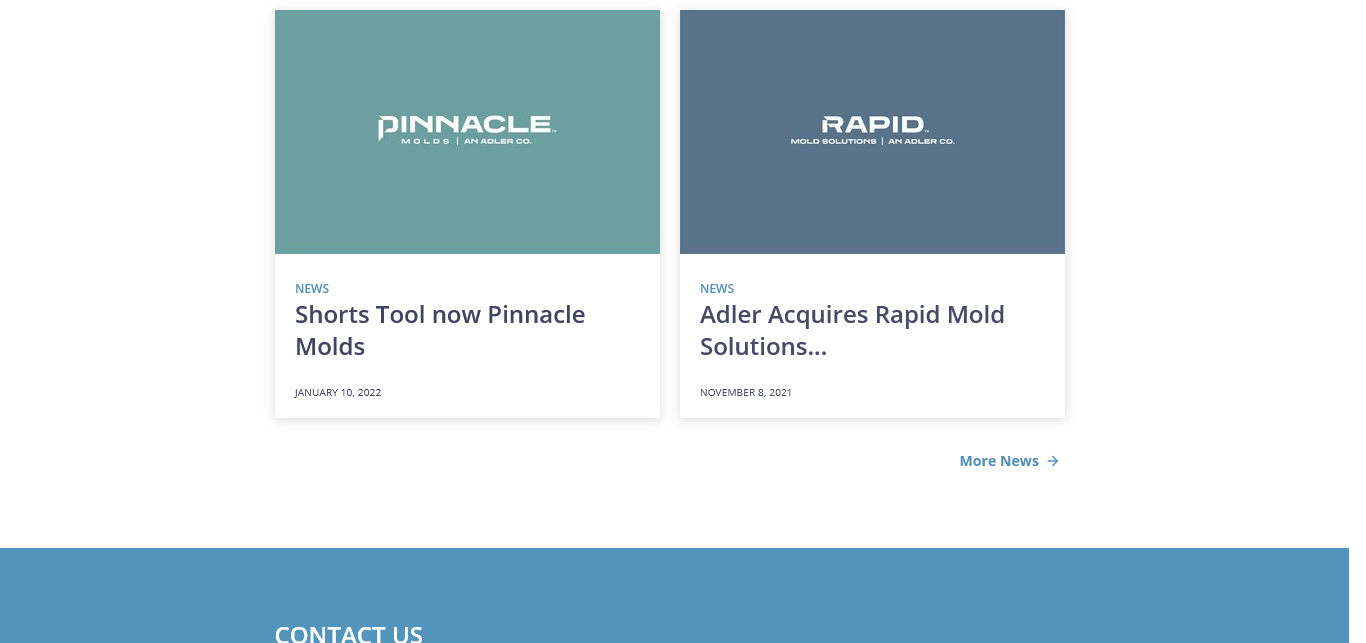 PINNACLE™
MOLDS | AN ADLER CO.
NEWS
Shorts Tool now Pinnacle
Molds
JANUARY 10, 2022
RAPID™
MOLD SOLUTIONS | AN ADLER CO.
NEWS
Adler Acquires Rapid Mold
Solutions...
NOVEMBER 8, 2021
More News →
CONTACT US